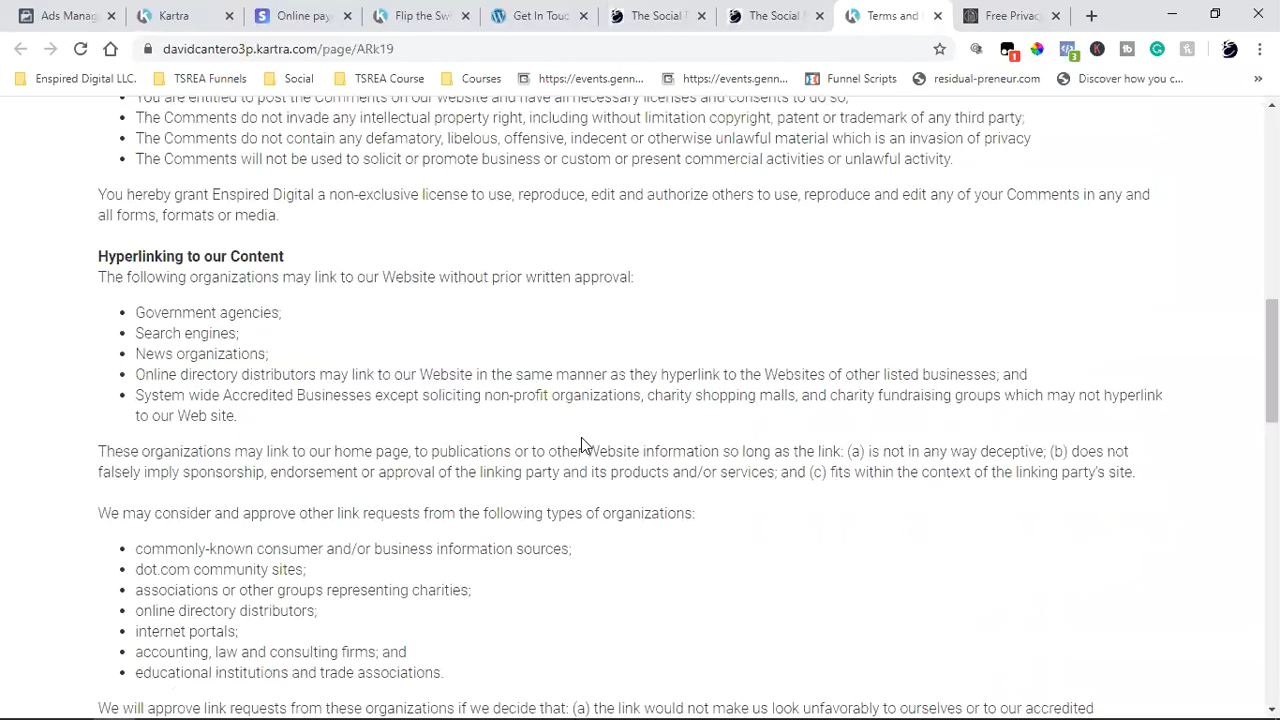 Ads Manag
Kartra
Online pay
Flip the Sw
Get In Touc
The Social F
The Social F
Terms and
Free Privac
davidcantero3p.kartra.com/page/ARk19
1
3
Enspired Digital LLC.
TSREA Funnels
Social
TSREA Course
Courses
https://events.genn...
https://events.genn...
Funnel Scripts
residual-preneur.com
Discover how you c...
»
• You are entitled to post the Comments on our website and have all necessary licenses and consents to do so;
• The Comments do not invade any intellectual property right, including without limitation copyright, patent or trademark of any third party;
• The Comments do not contain any defamatory, libelous, offensive, indecent or otherwise unlawful material which is an invasion of privacy
• The Comments will not be used to solicit or promote business or custom or present commercial activities or unlawful activity.
You hereby grant Enspired Digital a non-exclusive license to use, reproduce, edit and authorize others to use, reproduce and edit any of your Comments in any and
all forms, formats or media.
Hyperlinking to our Content
The following organizations may link to our Website without prior written approval:
• Government agencies;
• Search engines;
• News organizations;
• Online directory distributors may link to our Website in the same manner as they hyperlink to the Websites of other listed businesses; and
• System wide Accredited Businesses except soliciting non-profit organizations, charity shopping malls, and charity fundraising groups which may not hyperlink
to our Web site.
These organizations may link to our home page, to publications or to other Website information so long as the link: (a) is not in any way deceptive; (b) does not
falsely imply sponsorship, endorsement or approval of the linking party and its products and/or services; and (c) fits within the context of the linking party's site.
We may consider and approve other link requests from the following types of organizations:
• commonly-known consumer and/or business information sources;
• dot.com community sites;
• associations or other groups representing charities;
• online directory distributors;
• internet portals;
• accounting, law and consulting firms; and
• educational institutions and trade associations.
We will approve link requests from these organizations if we decide that: (a) the link would not make us look unfavorably to ourselves or to our accredited